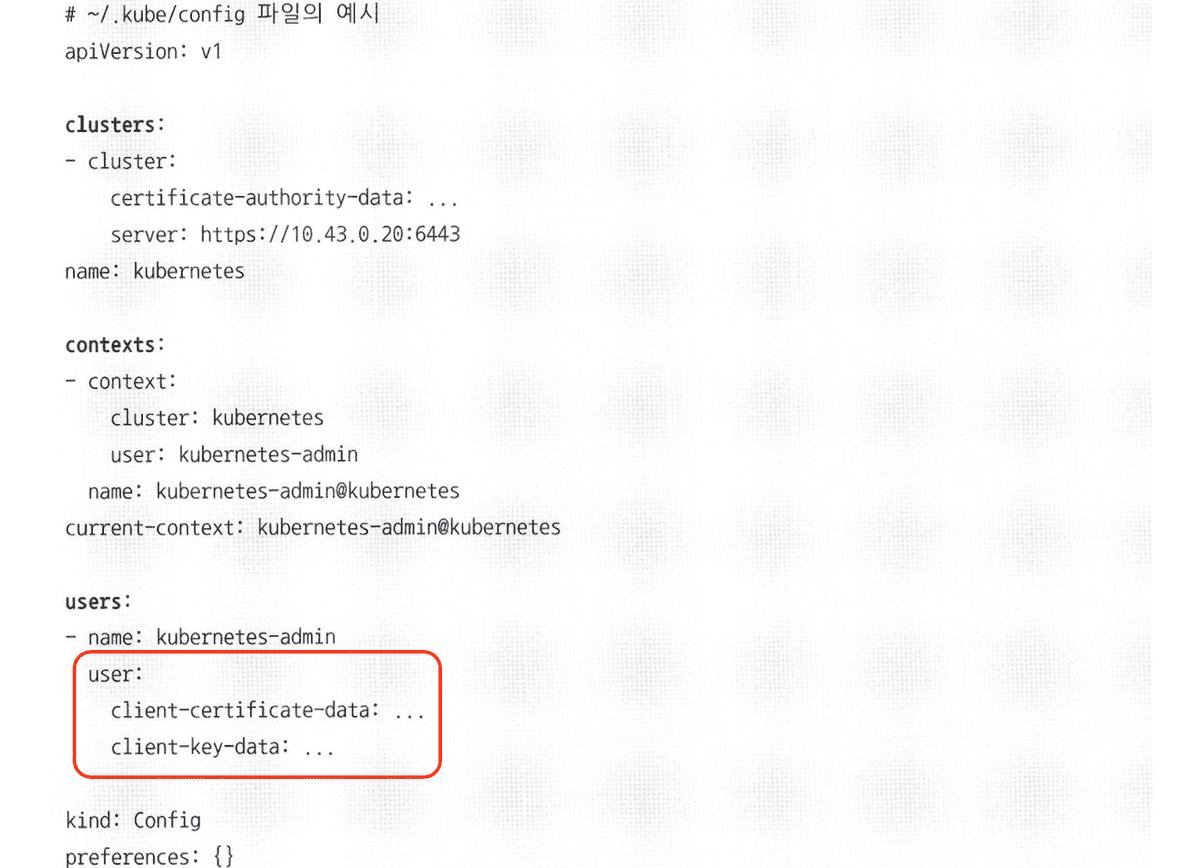 # ~/.kube/config 파일의 예시
apiVersion: v1

clusters:
- cluster:
    certificate-authority-data: ...
    server: https://10.43.0.20:6443
name: kubernetes

contexts:
- context:
    cluster: kubernetes
    user: kubernetes-admin
  name: kubernetes-admin@kubernetes
current-context: kubernetes-admin@kubernetes

users:
- name: kubernetes-admin
  user:
    client-certificate-data: ...
    client-key-data: ...

kind: Config
preferences: {}